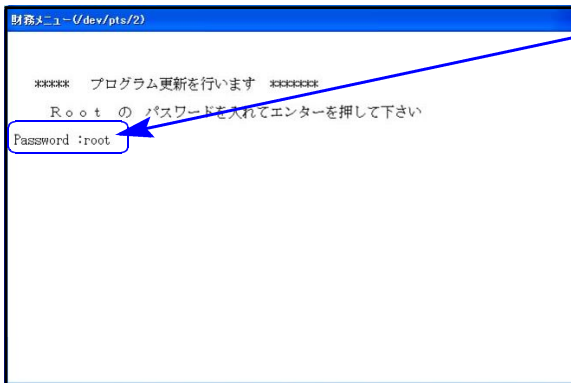 財務メニュー(/dev/pts/2)
***** プログラム更新を行います *******
Ｒｏｏｔ の パスワードを入れてエンターを押して下さい
Password :root